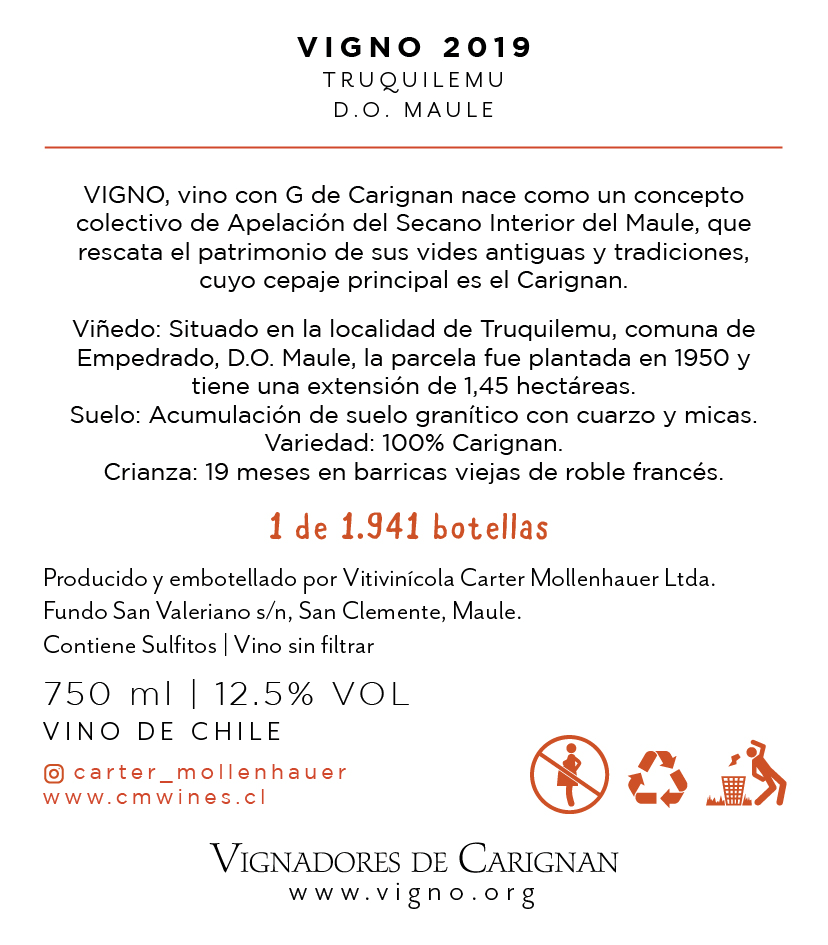 VIGNO 2019
TRUQUILEMU
D.O. MAULE
VIGNO, vino con G de Carignan nace como un concepto
colectivo de Apelación del Secano Interior del Maule, que
rescata el patrimonio de sus vides antiguas y tradiciones,
cuyo cepaje principal es el Carignan.
Viñedo: Situado en la localidad de Truquilemu, comuna de
Empedrado, D.O. Maule, la parcela fue plantada en 1950 y
tiene una extensión de 1,45 hectáreas.
Suelo: Acumulación de suelo granítico con cuarzo y micas.
Variedad: 100% Carignan.
Crianza: 19 meses en barricas viejas de roble francés.
1 de 1.941 botellas
Producido y embotellado por Vitivinícola Carter Mollenhauer Ltda.
Fundo San Valeriano s/n, San Clemente, Maule.
Contiene Sulfitos | Vino sin filtrar
750 ml | 12.5% VOL
VINO DE CHILE
carter_mollenhauer
www.cmwines.cl
VIGNADORES DE CARIGNAN
www.vigno.org